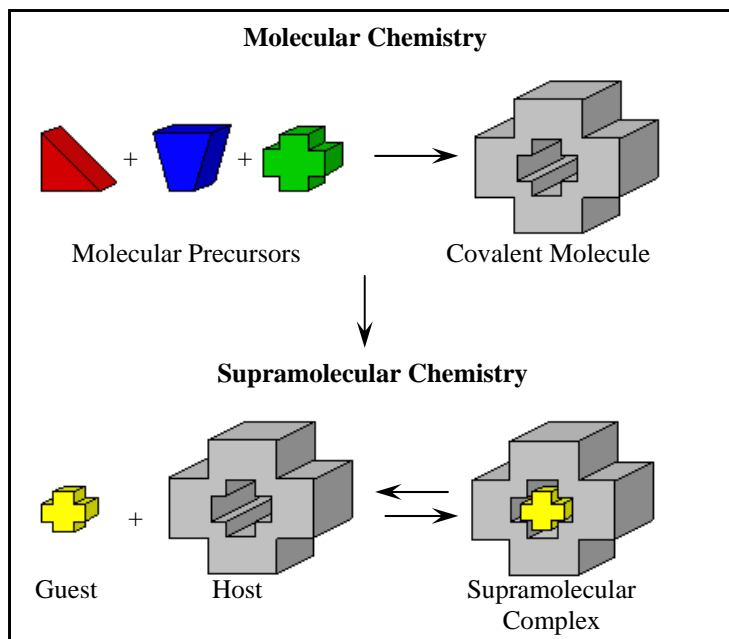 Molecular Chemistry
+ +
Molecular Precursors Covalent Molecule
Supramolecular Chemistry
+
Guest Host Supramolecular
Complex